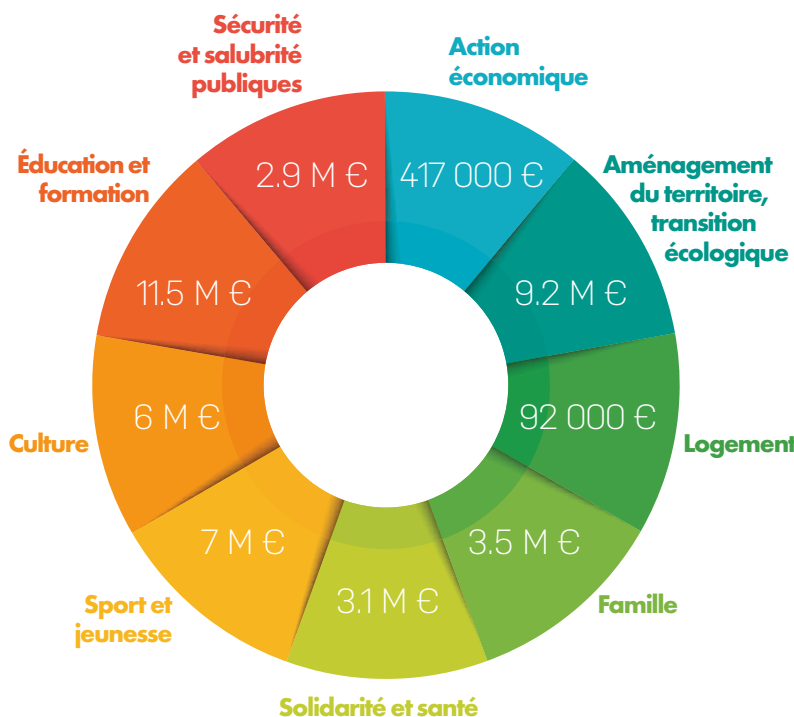 Sécurité
et salubrité
publiques
2.9 M €
Action
économique
417 000 €
Aménagement
du territoire,
transition
écologique
9.2 M €
Logement
92 000 €
Famille
3.5 M €
Solidarité et santé
3.1 M €
Sport et
jeunesse
7 M €
Culture
6 M €
Éducation et
formation
11.5 M €